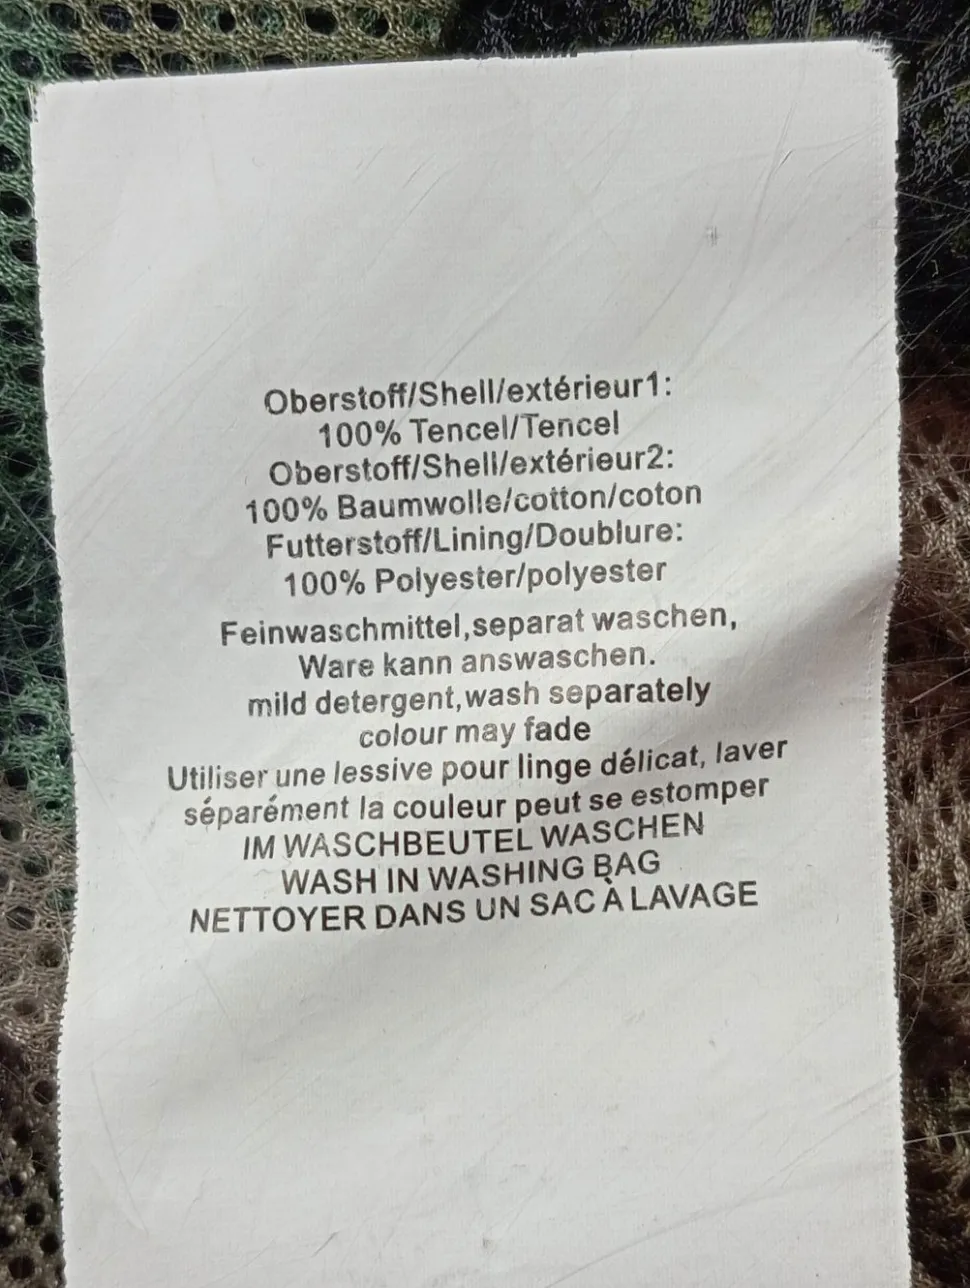 Oberstoff/Shell/extérieur1:
100% Tencel/Tencel
Oberstoff/Shell/extérieur2:
100% Baumwolle/cotton/coton
Futterstoff/Lining/Doublure:
100% Polyester/polyester
Feinwaschmittel,separat waschen,
Ware kann answaschen.
mild detergent,wash separately
colour may fade
Utiliser une lessive pour linge délicat, laver
séparément la couleur peut se estomper
IM WASCHBEUTEL WASCHEN
WASH IN WASHING BAG
NETTOYER DANS UN SAC À LAVAGE